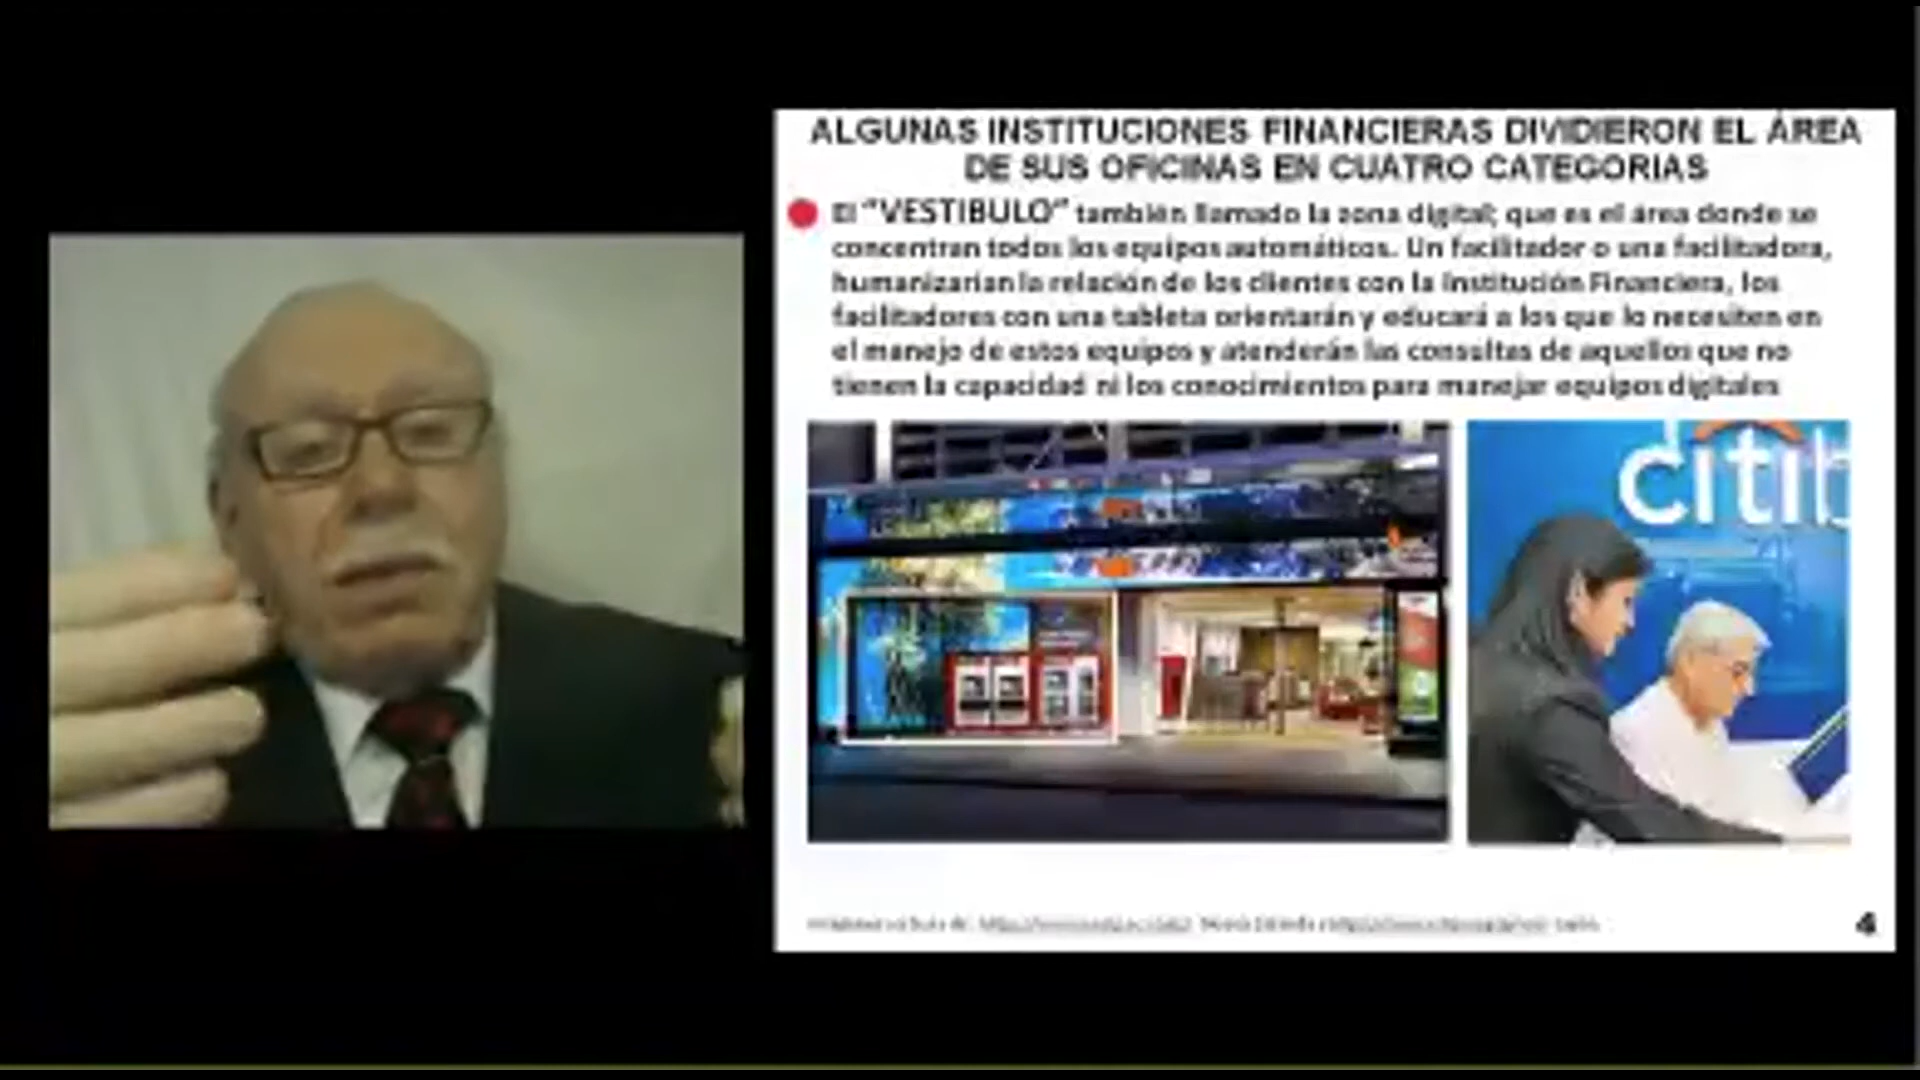 ALGUNAS INSTITUCIONES FINANCIERAS DIVIDIERON EL ÁREA
DE SUS OFICINAS EN CUATRO CATEGORIAS
El "VESTIBULO" también llamado la zona digital; que es el área donde se
concentran todos los equipos automáticos. Un facilitador o una facilitadora,
humanizarían la relación de los clientes con la Institución Financiera, los
facilitadores con una tableta orientarán y educará a los que lo necesiten en
el manejo de estos equipos y atenderán las consultas de aquellos que no
tienen la capacidad ni los conocimientos para manejar equipos digitales
citib
4